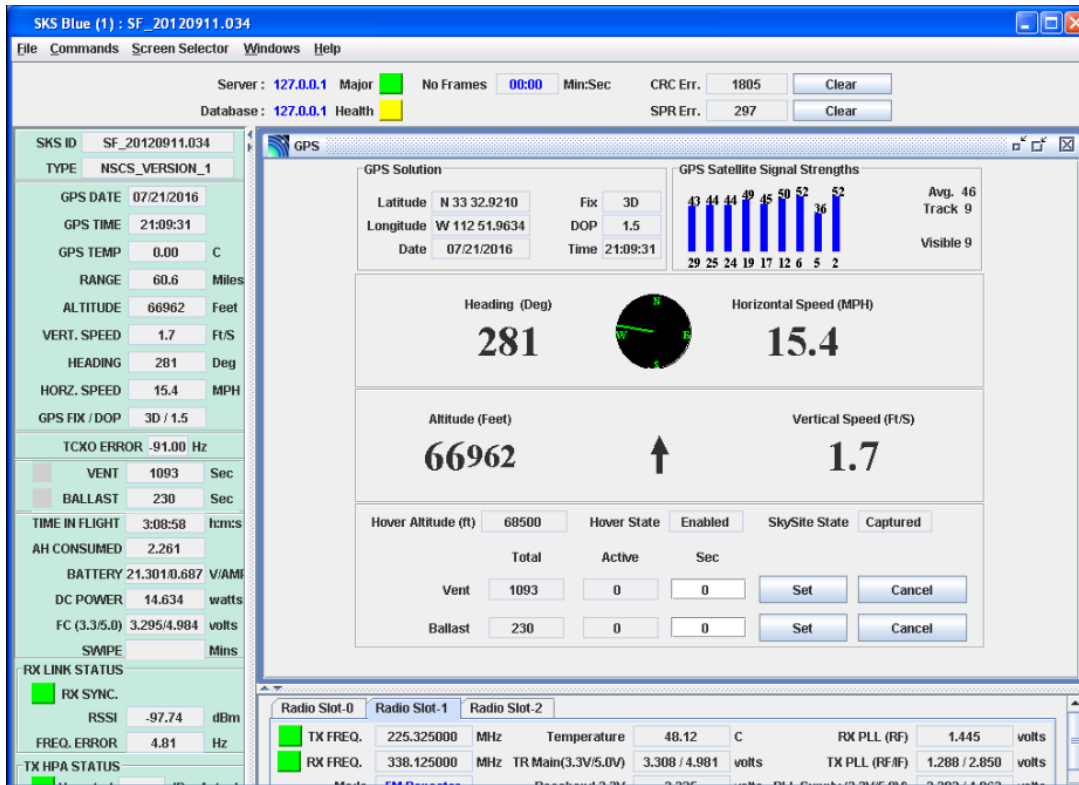 SKS Blue (1) : SF_20120911.034
File Commands Screen Selector Windows Help
Server : 127.0.0.1 Major No Frames 00:00 Min:Sec CRC Err. 1805 Clear
Database : 127.0.0.1 Health SPR Err. 297 Clear
SKS ID SF_20120911.034
TYPE NSCS_VERSION_1
GPS DATE 07/21/2016
GPS TIME 21:09:31
GPS TEMP 0.00 C
RANGE 60.6 Miles
ALTITUDE 66962 Feet
VERT. SPEED 1.7 Ft/S
HEADING 281 Deg
HORZ. SPEED 15.4 MPH
GPS FIX / DOP 3D / 1.5
TCXO ERROR -91.00 Hz
VENT 1093 Sec
BALLAST 230 Sec
TIME IN FLIGHT 3:08:58 h:m:s
AH CONSUMED 2.261
BATTERY 21.301/0.687 V/AMP
DC POWER 14.634 watts
FC (3.3/5.0) 3.295/4.984 volts
SWIPE Mins
RX LINK STATUS
RX SYNC.
RSSI -97.74 dBm
FREQ. ERROR 4.81 Hz
TX HPA STATUS
GPS
GPS Solution
Latitude N 33 32.9210 Fix 3D
Longitude W 112 51.9634 DOP 1.5
Date 07/21/2016 Time 21:09:31
GPS Satellite Signal Strengths
43 44 44 49 45 50 52 36 52
29 25 24 19 17 12 6 5 2
Avg. 46
Track 9
Visible 9
Heading (Deg)
281
N
W E
S
Horizontal Speed (MPH)
15.4
Altitude (Feet)
66962
Vertical Speed (Ft/S)
1.7
Hover Altitude (ft) 68500 Hover State Enabled SkySite State Captured
Total Active Sec
Vent 1093 0 0 Set Cancel
Ballast 230 0 0 Set Cancel
Radio Slot-0 Radio Slot-1 Radio Slot-2
TX FREQ. 225.325000 MHz Temperature 48.12 C RX PLL (RF) 1.445 volts
RX FREQ. 338.125000 MHz TR Main(3.3V/5.0V) 3.308 / 4.981 volts TX PLL (RF/IF) 1.288 / 2.850 volts